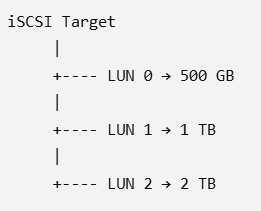 iSCSI Target
|
+---- LUN 0 → 500 GB
|
+---- LUN 1 → 1 TB
|
+---- LUN 2 → 2 TB